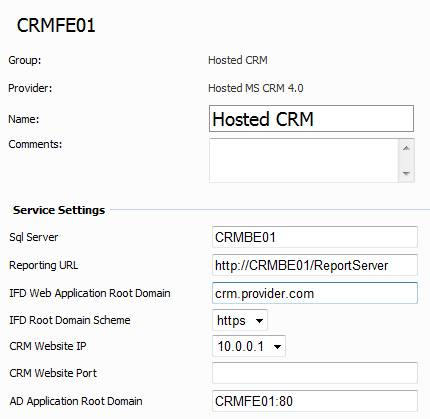 CRMFE01
Group: Hosted CRM
Provider: Hosted MS CRM 4.0
Name: Hosted CRM
Comments:
Service Settings
Sql Server CRMBE01
Reporting URL http://CRMBE01/ReportServer
IFD Web Application Root Domain crm.provider.com
IFD Root Domain Scheme https
CRM Website IP 10.0.0.1
CRM Website Port
AD Application Root Domain CRMFE01:80